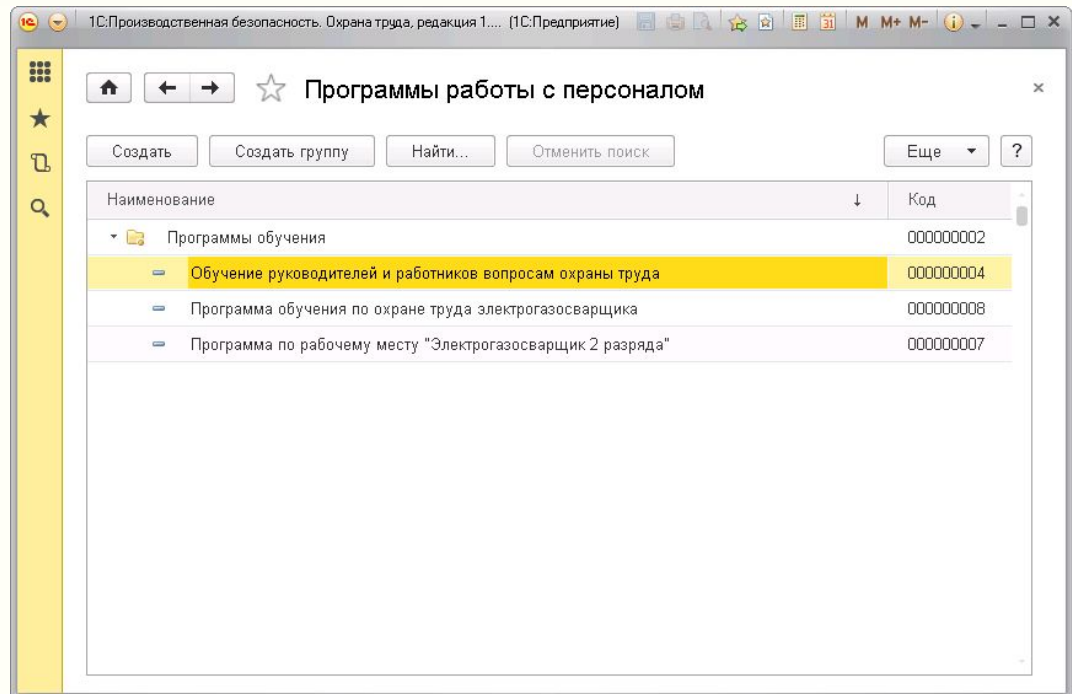 1С:Производственная безопасность. Охрана труда, редакция 1.... (1С:Предприятие) 31 M M+ M-
Программы работы с персоналом
Создать Создать группу Найти... Отменить поиск Еще ?
Наименование Код
Программы обучения 000000002
Обучение руководителей и работников вопросам охраны труда 000000004
Программа обучения по охране труда электрогазосварщика 000000008
Программа по рабочему месту "Электрогазосварщик 2 разряда" 000000007